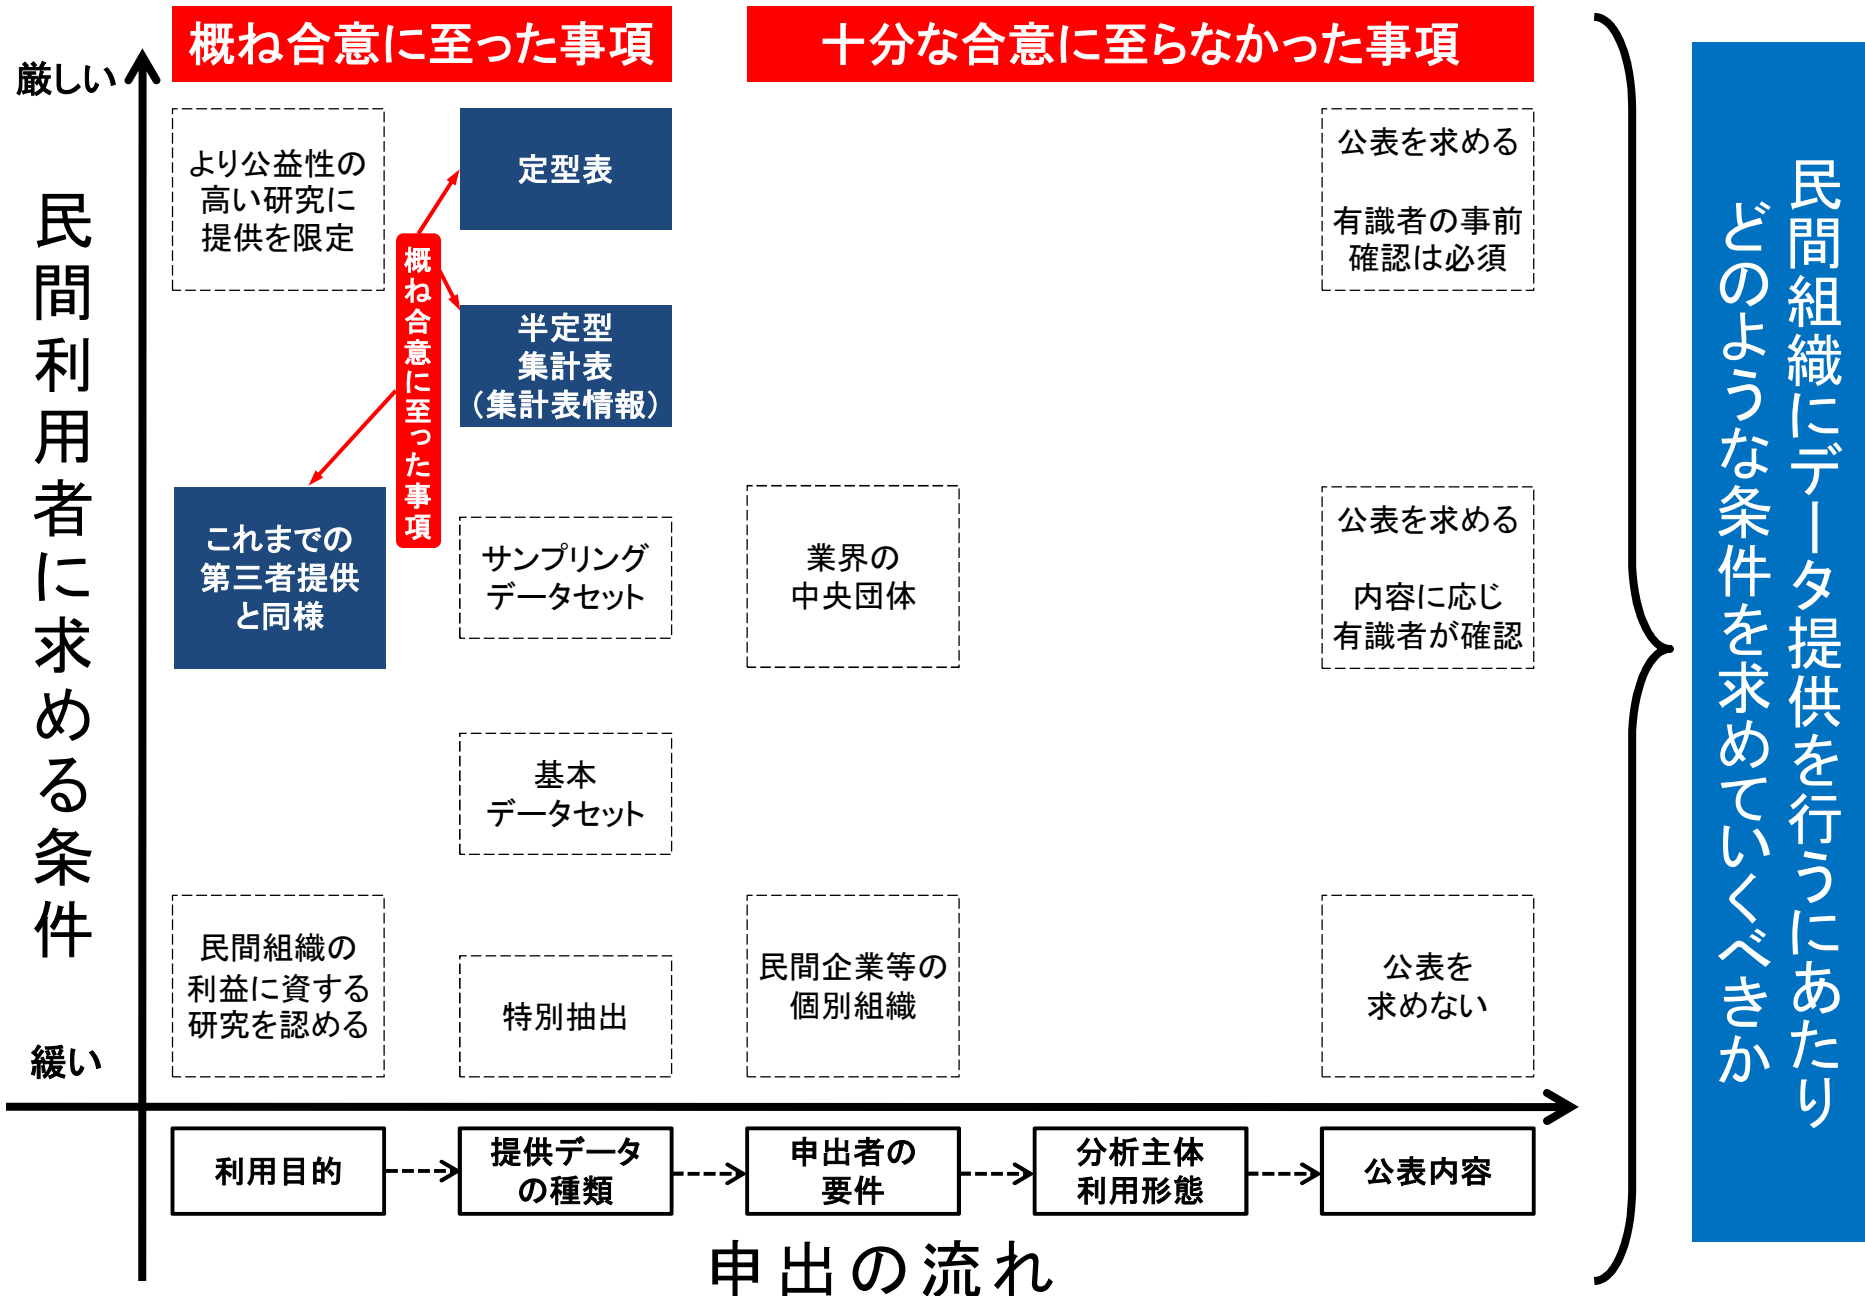 概ね合意に至った事項
十分な合意に至らなかった事項
厳しい
民間利用者に求める条件
緩い
より公益性の
高い研究に
提供を限定
定型表
公表を求める
有識者の事前
確認は必須
概ね合意に至った事項
半定型
集計表
（集計表情報）
これまでの
第三者提供
と同様
サンプリング
データセット
業界の
中央団体
公表を求める
内容に応じ
有識者が確認
基本
データセット
民間組織の
利益に資する
研究を認める
特別抽出
民間企業等の
個別組織
公表を
求めない
利用目的
提供データ
の種類
申出者の
要件
分析主体
利用形態
公表内容
申出の流れ
民間組織にデータ提供を行うにあたり
どのような条件を求めていくべきか